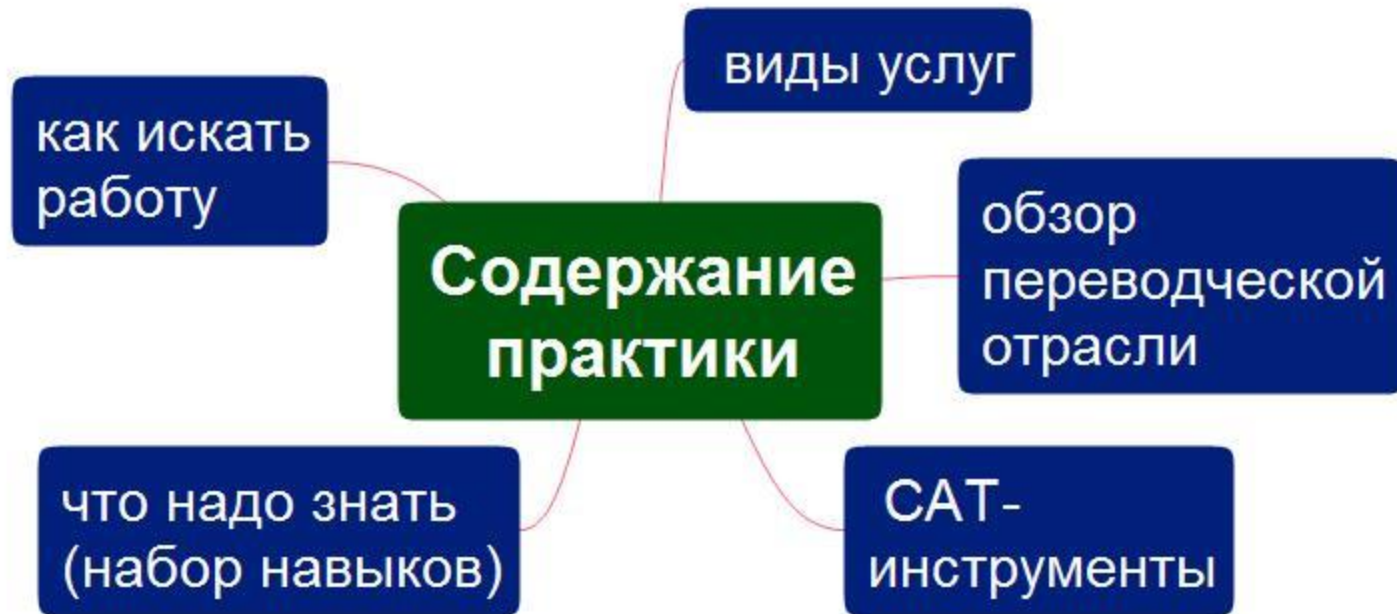 виды услуг
как искать
работу
обзор
переводческой
отрасли
Содержание
практики
что надо знать
(набор навыков)
CAT-
инструменты